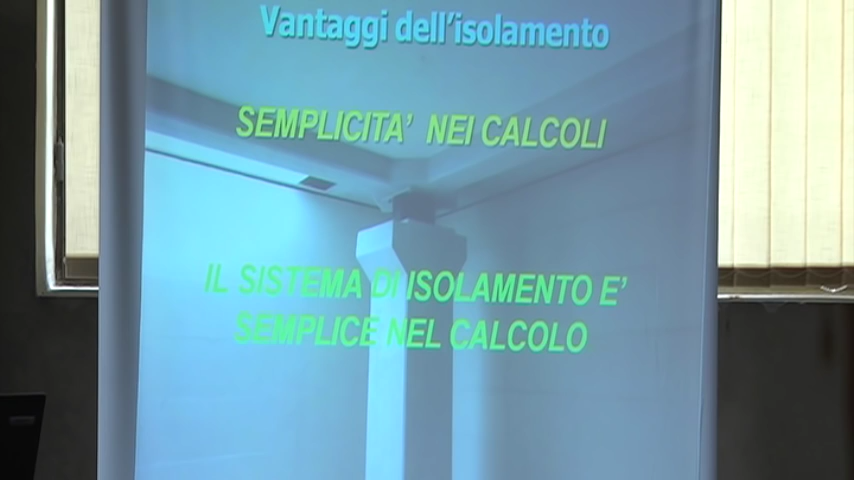 Vantaggi dell'isolamento
SEMPLICITA' NEI CALCOLI
IL SISTEMA DI ISOLAMENTO E'
SEMPLICE NEL CALCOLO